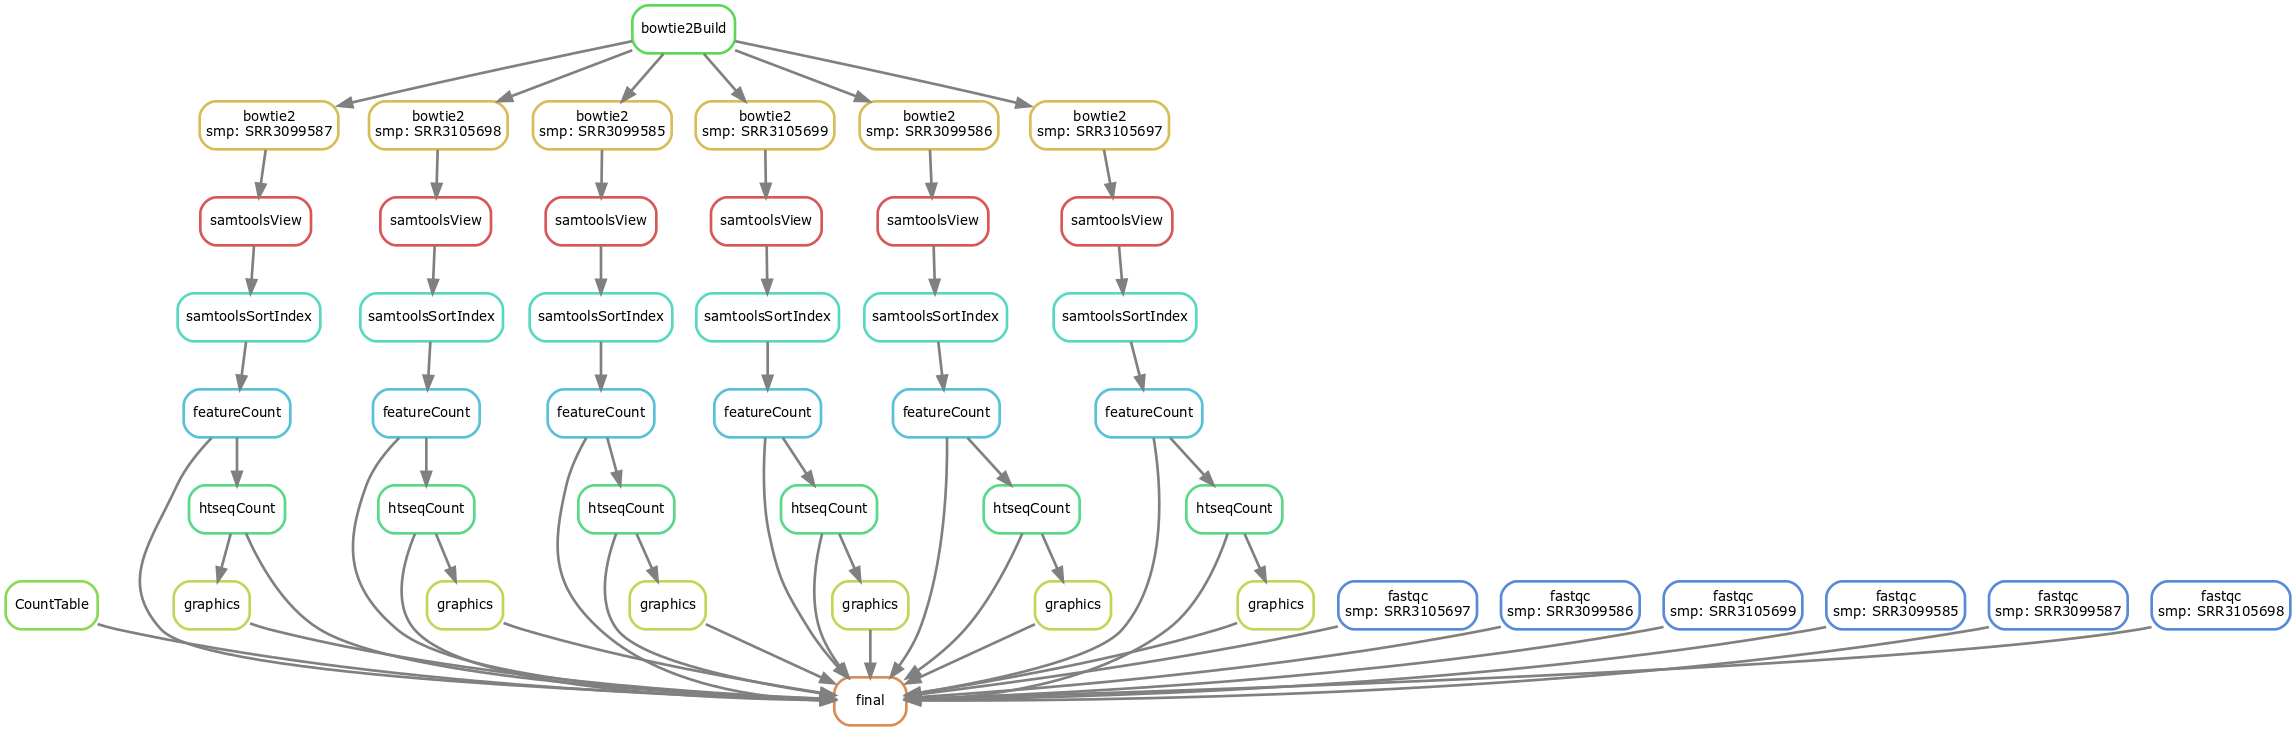 bowtie2Build
bowtie2
smp: SRR3099587
bowtie2
smp: SRR3105698
bowtie2
smp: SRR3099585
bowtie2
smp: SRR3105699
bowtie2
smp: SRR3099586
bowtie2
smp: SRR3105697
samtoolsView
samtoolsView
samtoolsView
samtoolsView
samtoolsView
samtoolsView
samtoolsSortIndex
samtoolsSortIndex
samtoolsSortIndex
samtoolsSortIndex
samtoolsSortIndex
samtoolsSortIndex
featureCount
featureCount
featureCount
featureCount
featureCount
featureCount
htseqCount
htseqCount
htseqCount
htseqCount
htseqCount
htseqCount
CountTable
graphics
graphics
graphics
graphics
graphics
graphics
fastqc
smp: SRR3105697
fastqc
smp: SRR3099586
fastqc
smp: SRR3105699
fastqc
smp: SRR3099585
fastqc
smp: SRR3099587
fastqc
smp: SRR3105698
final